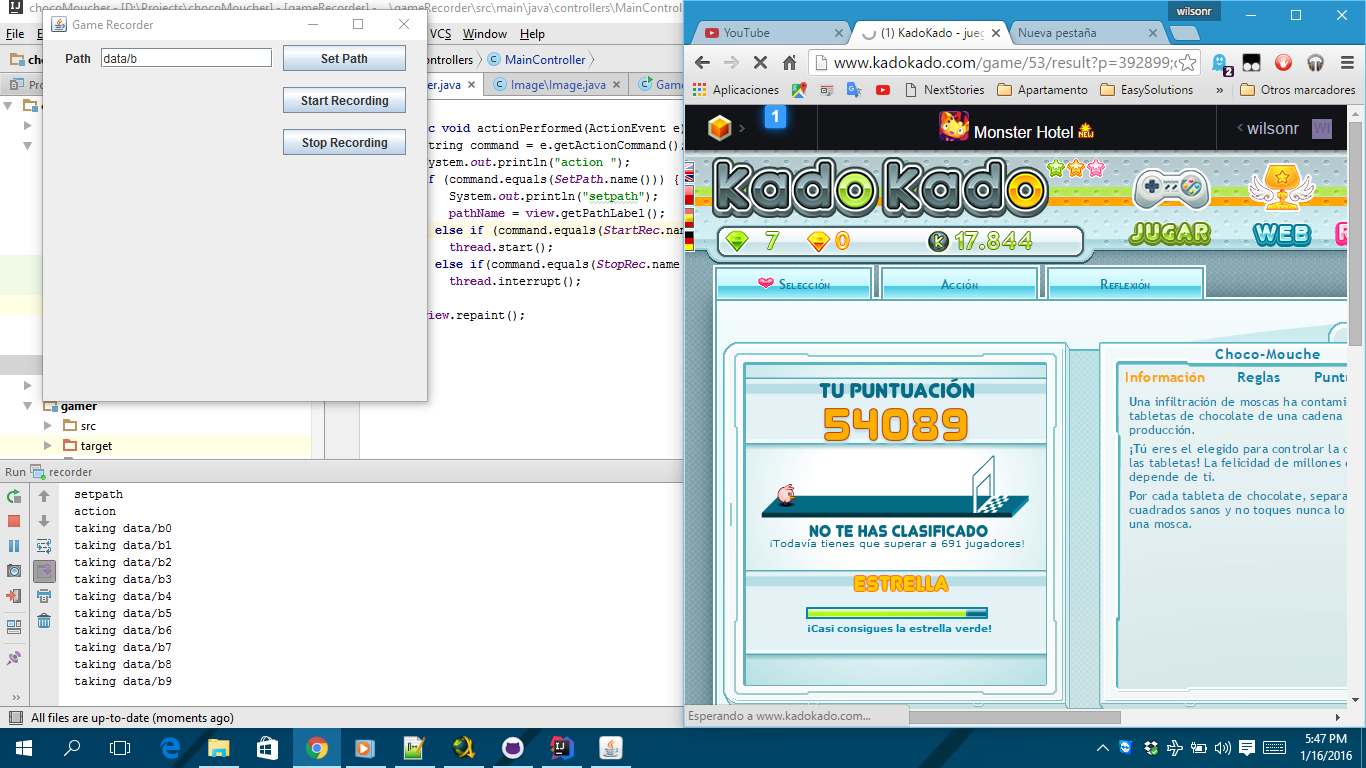 chocoMoucher - [D:\Projects\chocoMoucher] - [gameRecorder] - ...\gameRecorder\src\main\java\controllers\MainControll
Game Recorder
File
VCS Window Help
Path data/b Set Path
Start Recording
Stop Recording
ntrollers MainController
er.java Image\Image.java Game
c void actionPerformed(ActionEvent e)
tring command = e.getActionCommand();
ystem.out.println("action ");
f (command.equals(SetPath.name())) {
System.out.println("setpath");
pathName = view.getPathLabel();
else if (command.equals(StartRec.na
thread.start();
else if(command.equals(StopRec.name
thread.interrupt();
iew.repaint();
gamer
src
target
Run recorder
setpath
action
taking data/b0
taking data/b1
taking data/b2
taking data/b3
taking data/b4
taking data/b5
taking data/b6
taking data/b7
taking data/b8
taking data/b9
All files are up-to-date (moments ago)
wilsonr
YouTube (1) KadoKado - jueg Nueva pestaña
www.kadokado.com/game/53/result?p=392899;
2
Aplicaciones NextStories Apartamento EasySolutions » Otros marcadores
1 Monster Hotel NEW wilsonr WI
kadokado
7 0 K 17.844
JUGAR WEB
Selección Acción Reflexión
TU PUNTUACIÓN
54089
NO TE HAS CLASIFICADO
¡Todavía tienes que superar a 691 jugadores!
ESTRELLA
¡Casi consigues la estrella verde!
Choco-Mouche
Información Reglas Puntu
Una infiltración de moscas ha contami
tabletas de chocolate de una cadena
producción.
¡Tú eres el elegido para controlar la c
las tabletas! La felicidad de millones
depende de ti.
Por cada tableta de chocolate, separa
cuadrados sanos y no toques nunca lo
una mosca.
Esperando a www.kadokado.com...
5:47 PM
1/16/2016